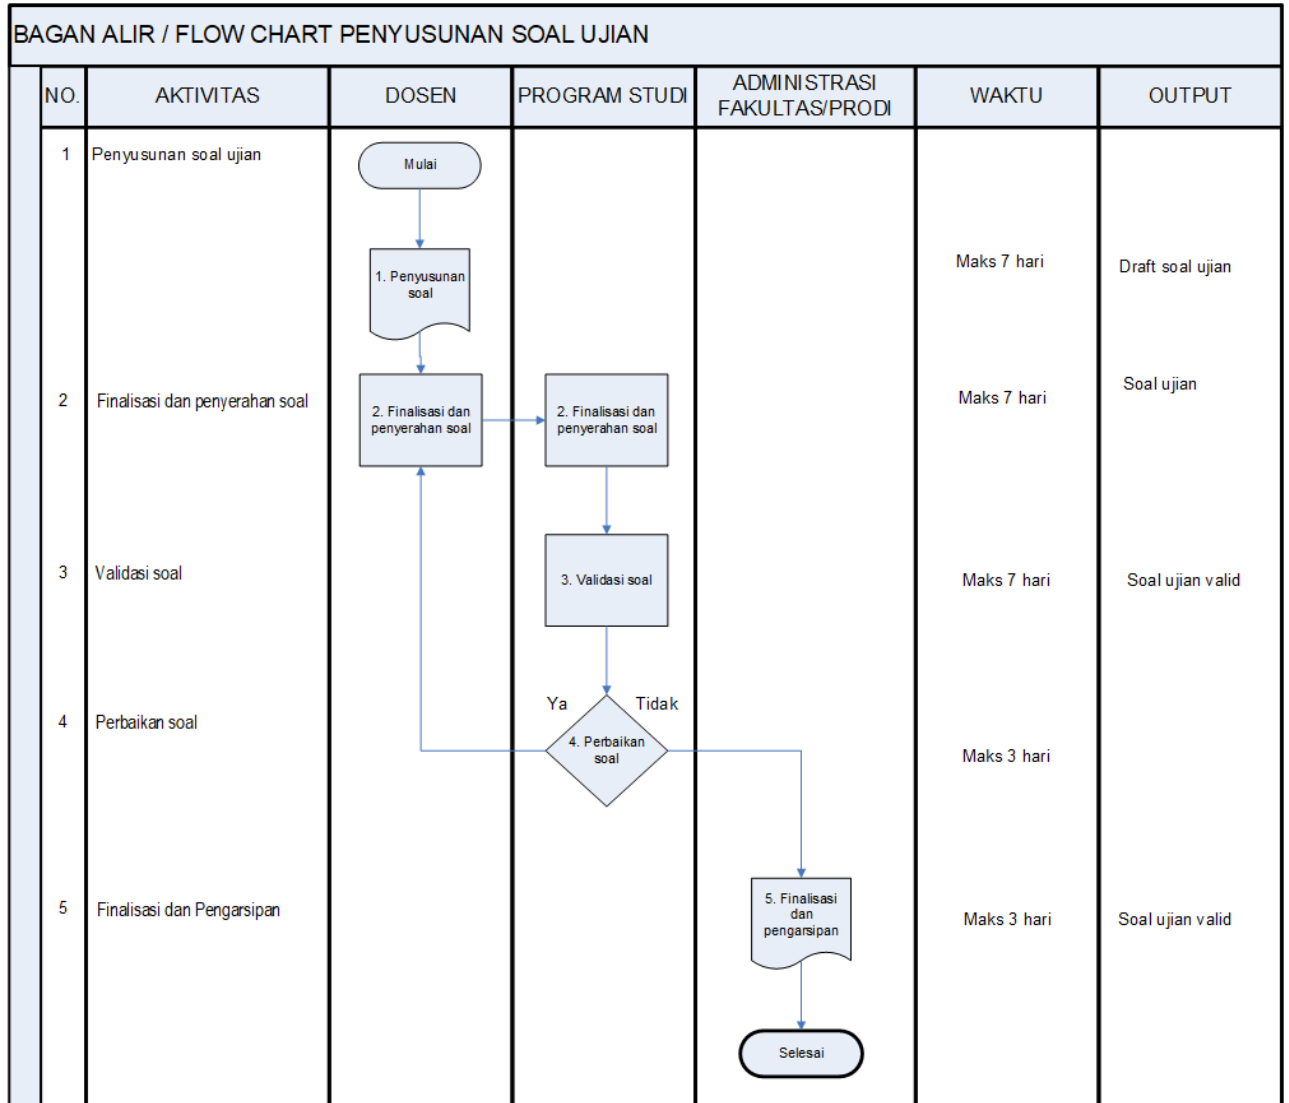 BAGAN ALIR / FLOW CHART PENYUSUNAN SOAL UJIAN
NO.
AKTIVITAS
DOSEN
PROGRAM STUDI
ADMINISTRASI
FAKULTAS/PRODI
WAKTU
OUTPUT
1
Penyusunan soal ujian
Mulai
1. Penyusunan
soal
Maks 7 hari
Draft soal ujian
2
Finalisasi dan penyerahan soal
2. Finalisasi dan
penyerahan soal
2. Finalisasi dan
penyerahan soal
Maks 7 hari
Soal ujian
3
Validasi soal
3. Validasi soal
Maks 7 hari
Soal ujian valid
4
Perbaikan soal
Ya
Tidak
4. Perbaikan
soal
Maks 3 hari
5
Finalisasi dan Pengarsipan
5. Finalisasi
dan
pengarsipan
Maks 3 hari
Soal ujian valid
Selesai